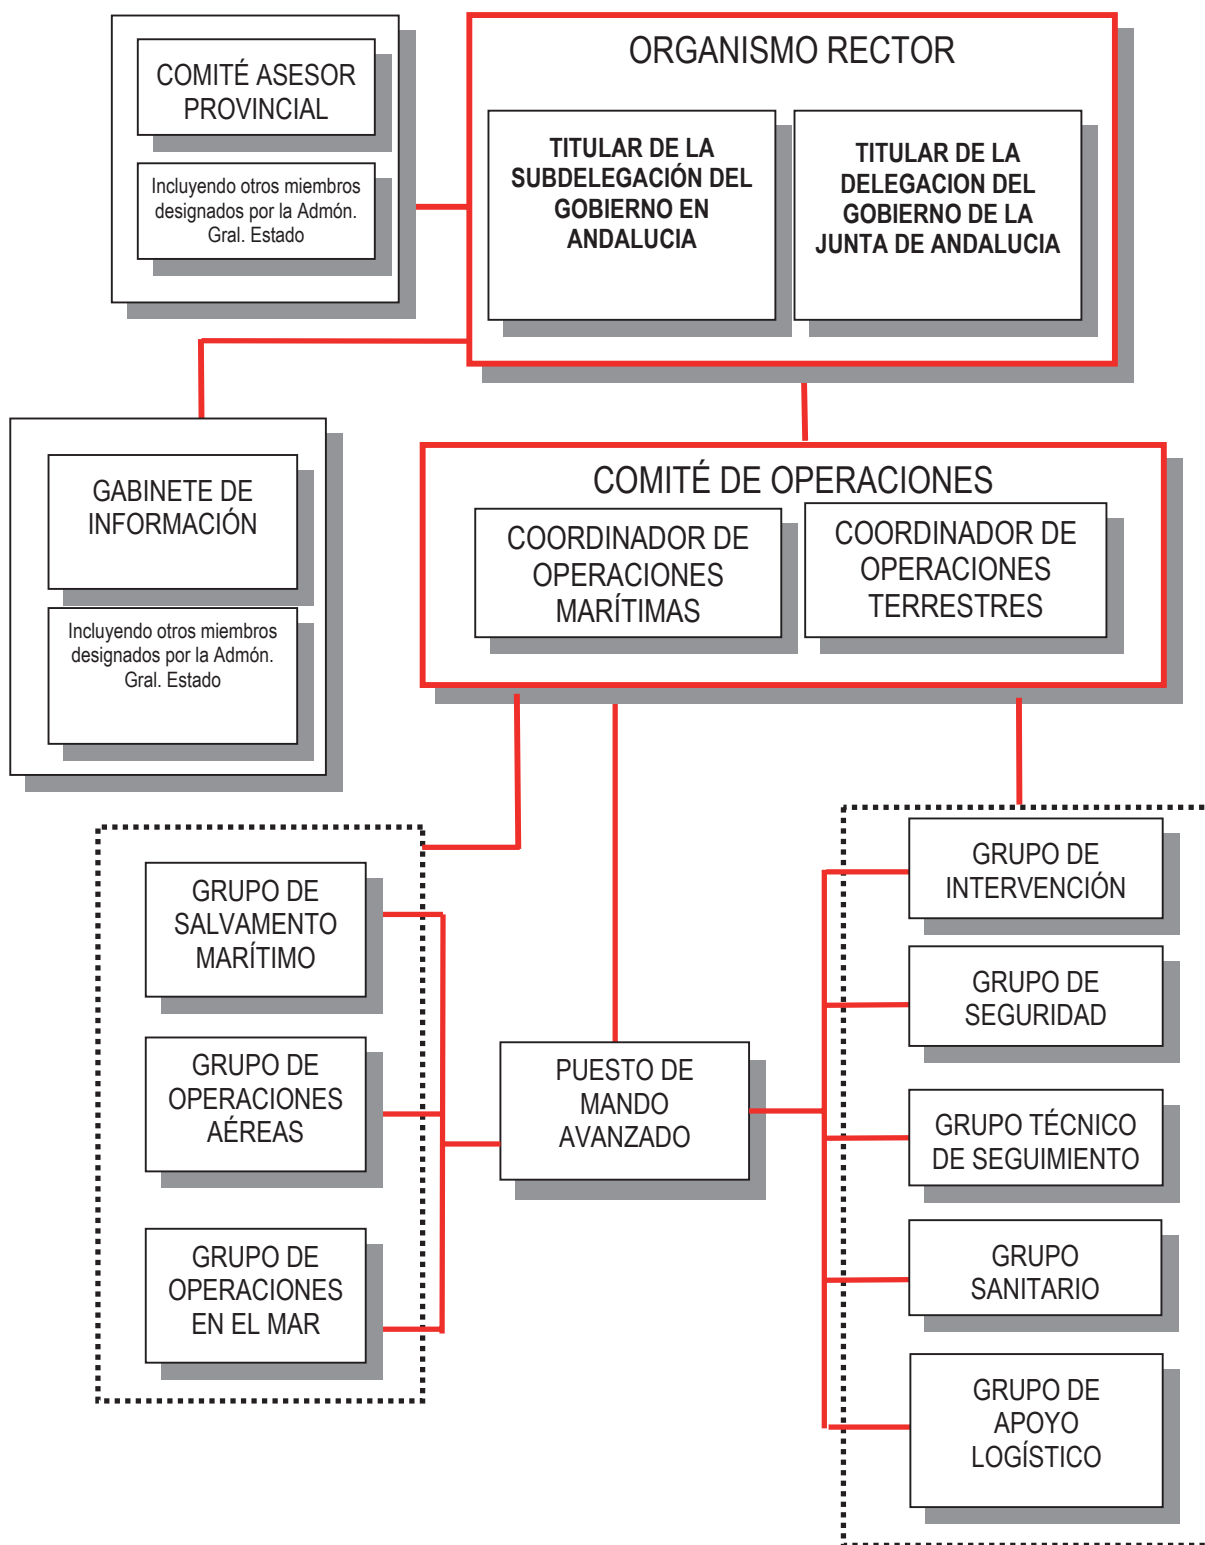 COMITÉ ASESOR
PROVINCIAL
Incluyendo otros miembros
designados por la Admón.
Gral. Estado
ORGANISMO RECTOR
TITULAR DE LA
SUBDELEGACIÓN DEL
GOBIERNO EN
ANDALUCIA
TITULAR DE LA
DELEGACION DEL
GOBIERNO DE LA
JUNTA DE ANDALUCIA
GABINETE DE
INFORMACIÓN
Incluyendo otros miembros
designados por la Admón.
Gral. Estado
COMITÉ DE OPERACIONES
COORDINADOR DE
OPERACIONES
MARÍTIMAS
COORDINADOR DE
OPERACIONES
TERRESTRES
GRUPO DE
SALVAMENTO
MARÍTIMO
GRUPO DE
OPERACIONES
AÉREAS
GRUPO DE
OPERACIONES
EN EL MAR
PUESTO DE
MANDO
AVANZADO
GRUPO DE
INTERVENCIÓN
GRUPO DE
SEGURIDAD
GRUPO TÉCNICO
DE SEGUIMIENTO
GRUPO
SANITARIO
GRUPO DE
APOYO
LOGÍSTICO